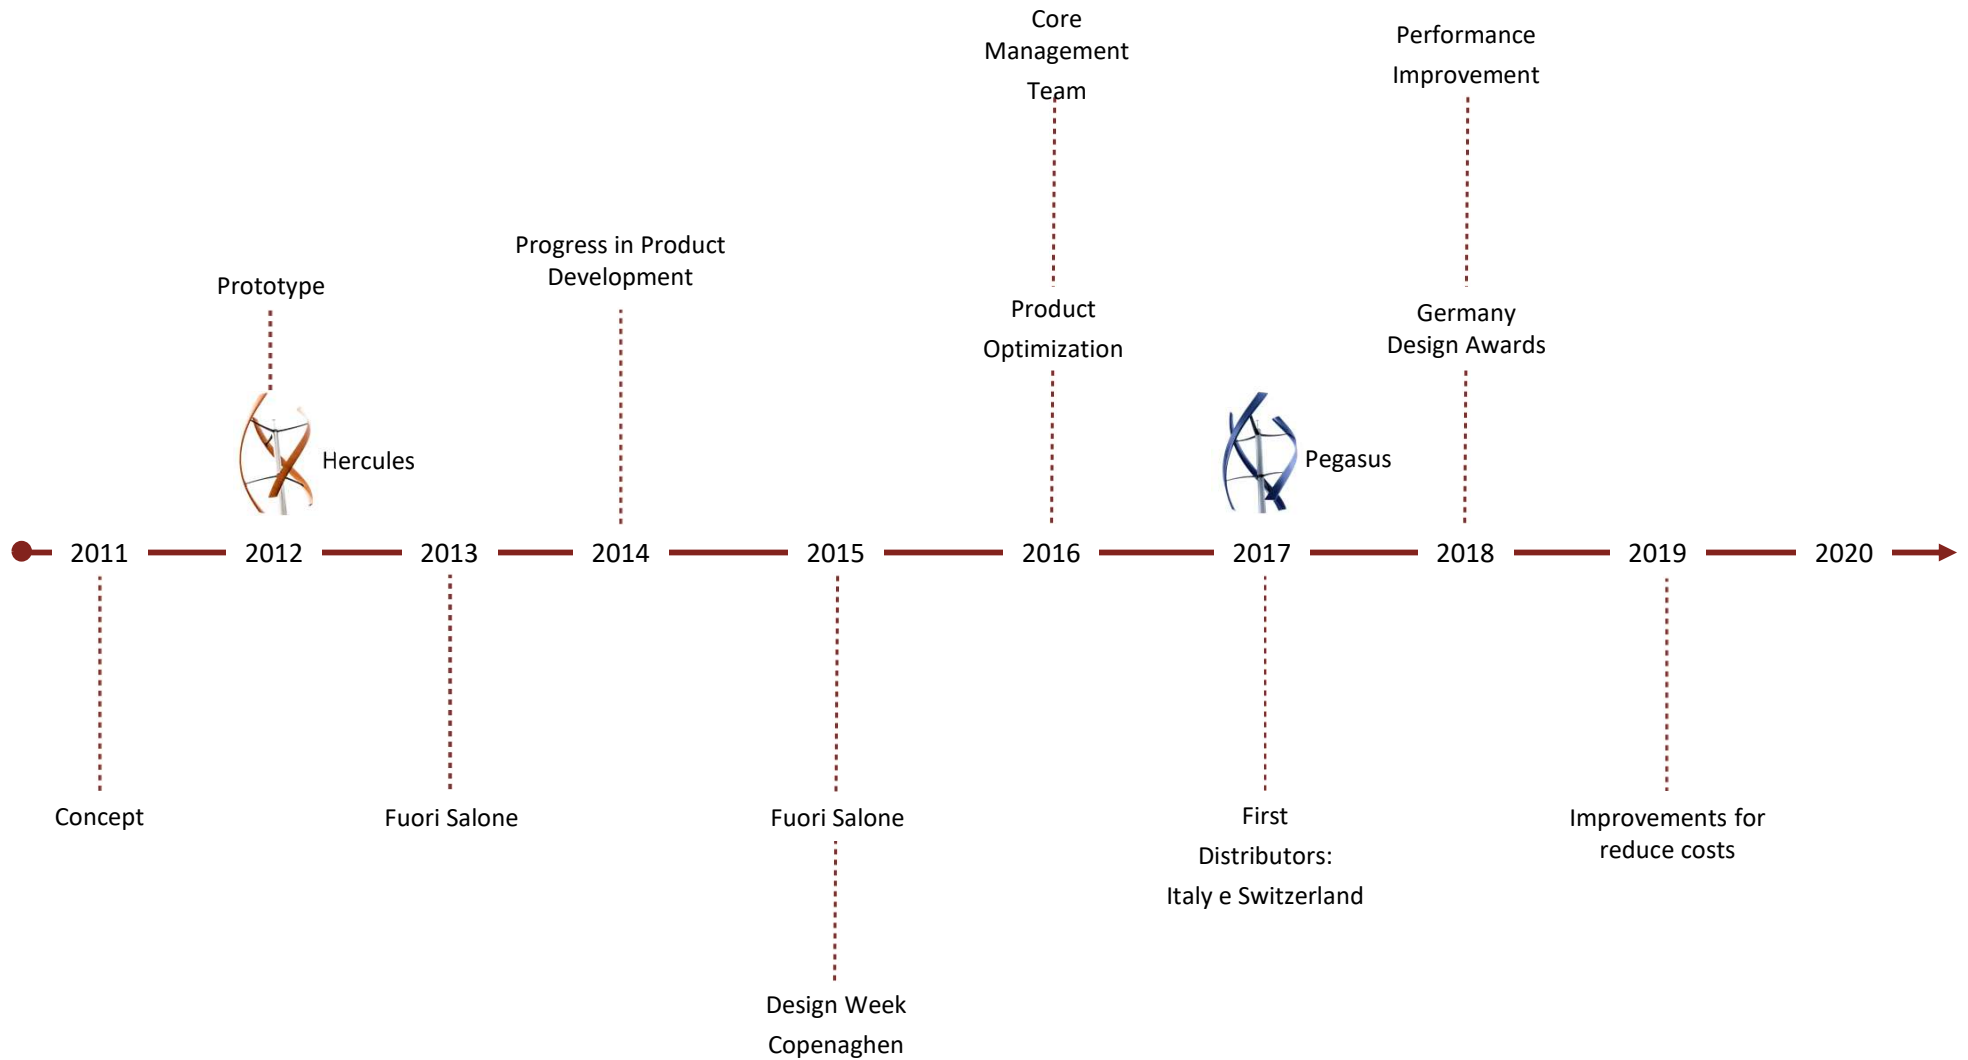 Core
Management
Team
Performance
Improvement
Progress in Product
Development
Prototype
Product
Optimization
Germany
Design Awards
Hercules
Pegasus
2011
2012
2013
2014
2015
2016
2017
2018
2019
2020
Concept
Fuori Salone
Fuori Salone
First
Distributors:
Italy e Switzerland
Improvements for
reduce costs
Design Week
Copenaghen